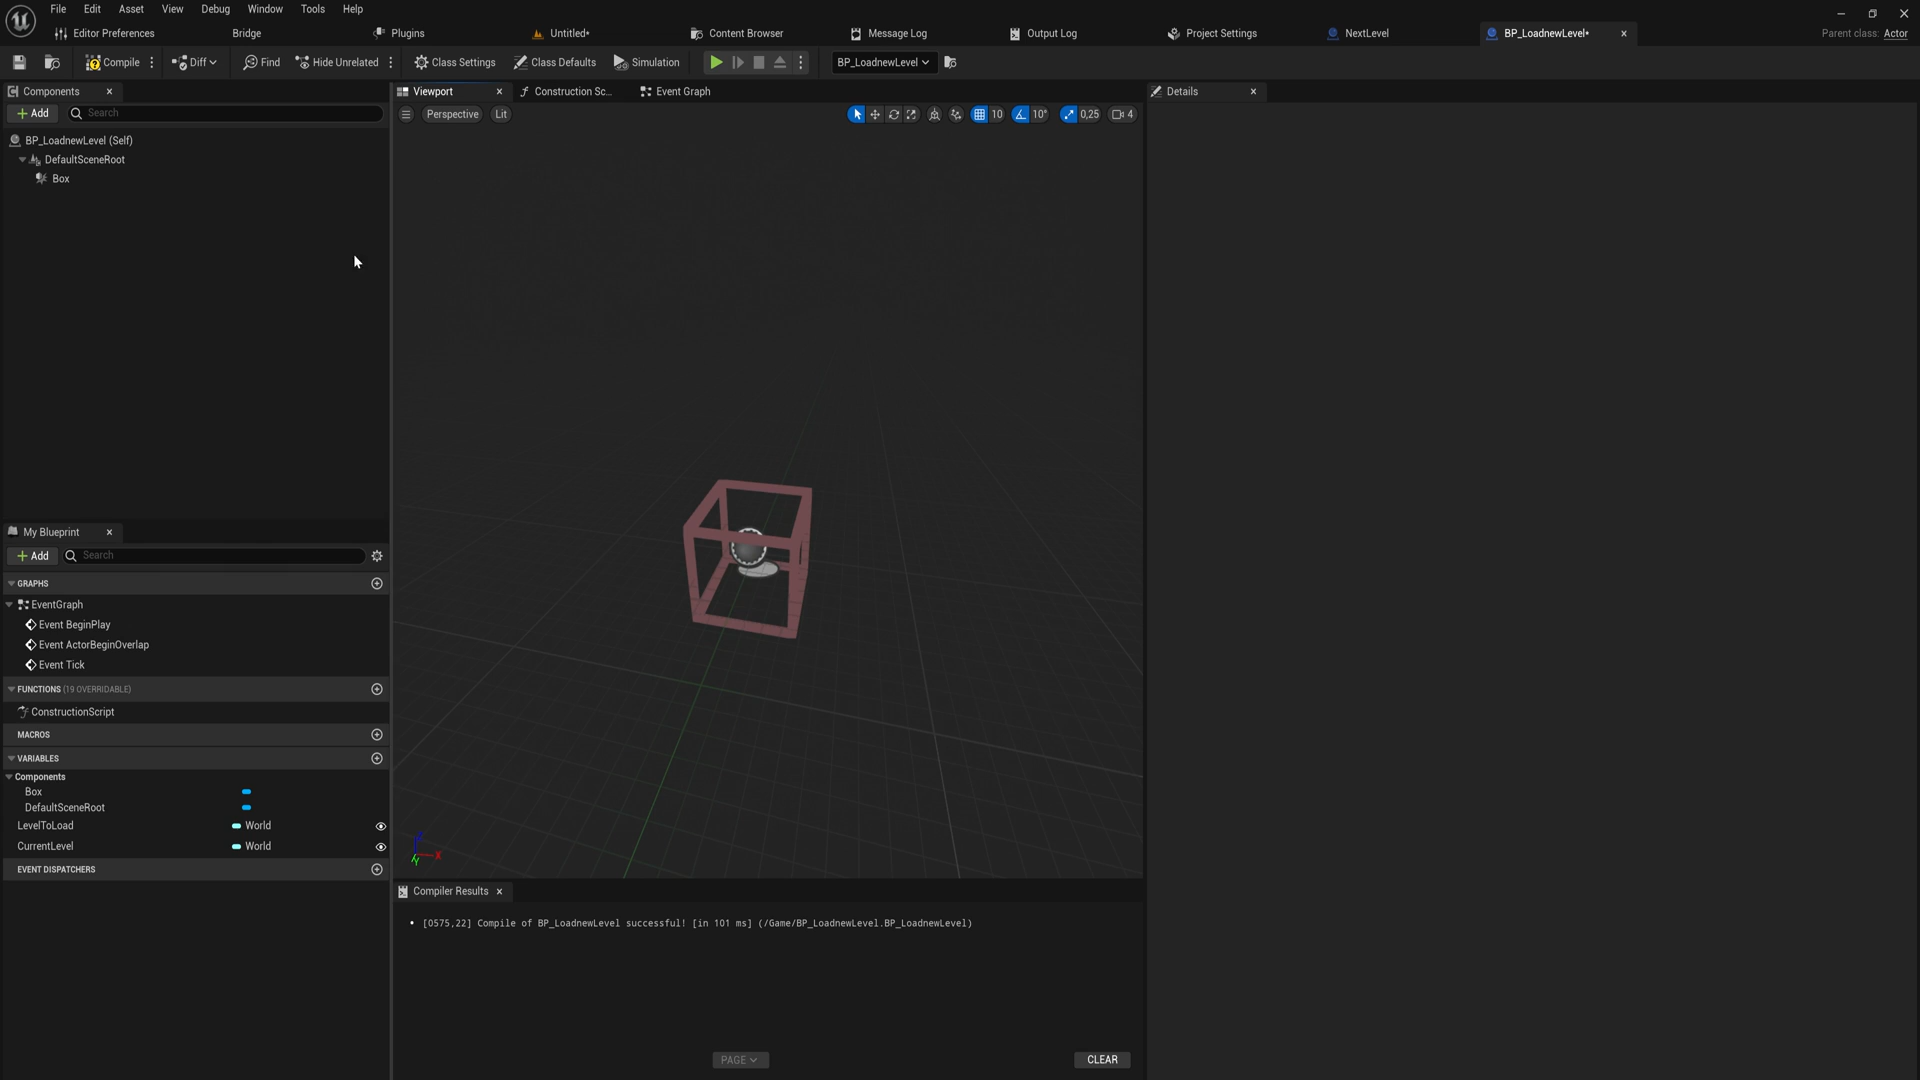 File Edit Asset View Debug Window Tools Help
Editor Preferences Bridge Plugins Untitled* Content Browser Message Log Output Log Project Settings NextLevel BP_LoadnewLevel* Parent class: Actor
Compile Diff Find Hide Unrelated Class Settings Class Defaults Simulation BP_LoadnewLevel
Components Viewport Construction Sc... Event Graph Details
+ Add Search Perspective Lit 10 10° 0,25 4
BP_LoadnewLevel (Self)
DefaultSceneRoot
Box
My Blueprint
+ Add Search
GRAPHS
EventGraph
Event BeginPlay
Event ActorBeginOverlap
Event Tick
FUNCTIONS (19 OVERRIDABLE)
ConstructionScript
MACROS
VARIABLES
Components
Box
DefaultSceneRoot
LevelToLoad World
CurrentLevel World
EVENT DISPATCHERS
X
Y
Compiler Results
• [0575,22] Compile of BP_LoadnewLevel successful! [in 101 ms] (/Game/BP_LoadnewLevel.BP_LoadnewLevel)
PAGE CLEAR